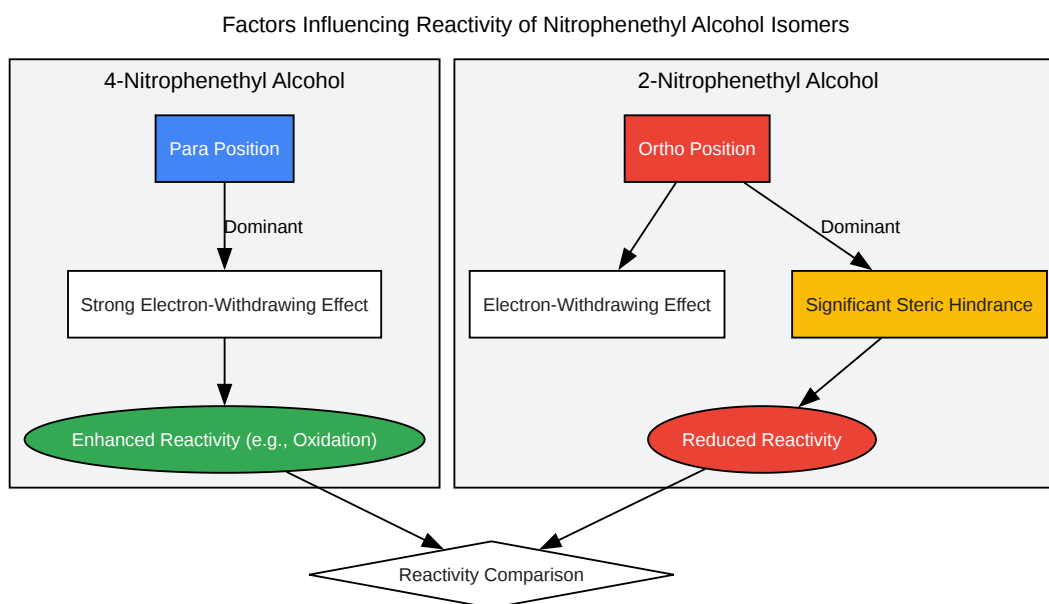 Factors Influencing Reactivity of Nitrophenethyl Alcohol Isomers
4-Nitrophenethyl Alcohol
Para Position
Dominant
Strong Electron-Withdrawing Effect
Enhanced Reactivity (e.g., Oxidation)
2-Nitrophenethyl Alcohol
Ortho Position
Dominant
Electron-Withdrawing Effect
Significant Steric Hindrance
Reduced Reactivity
Reactivity Comparison